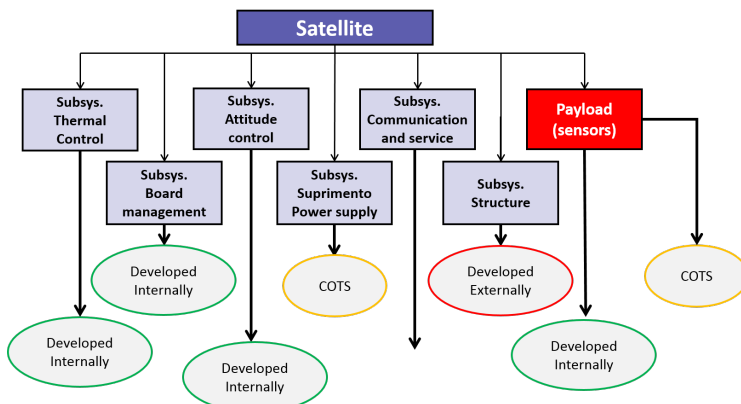 Satellite
Subsys.
Thermal
Control
Subsys.
Attitude
control
Subsys.
Communication
and service
Payload
(sensors)
Subsys.
Board
management
Subsys.
Suprimento
Power supply
Subsys.
Structure
Developed
Internally
COTS
Developed
Externally
COTS
Developed
Internally
Developed
Internally
Developed
Internally